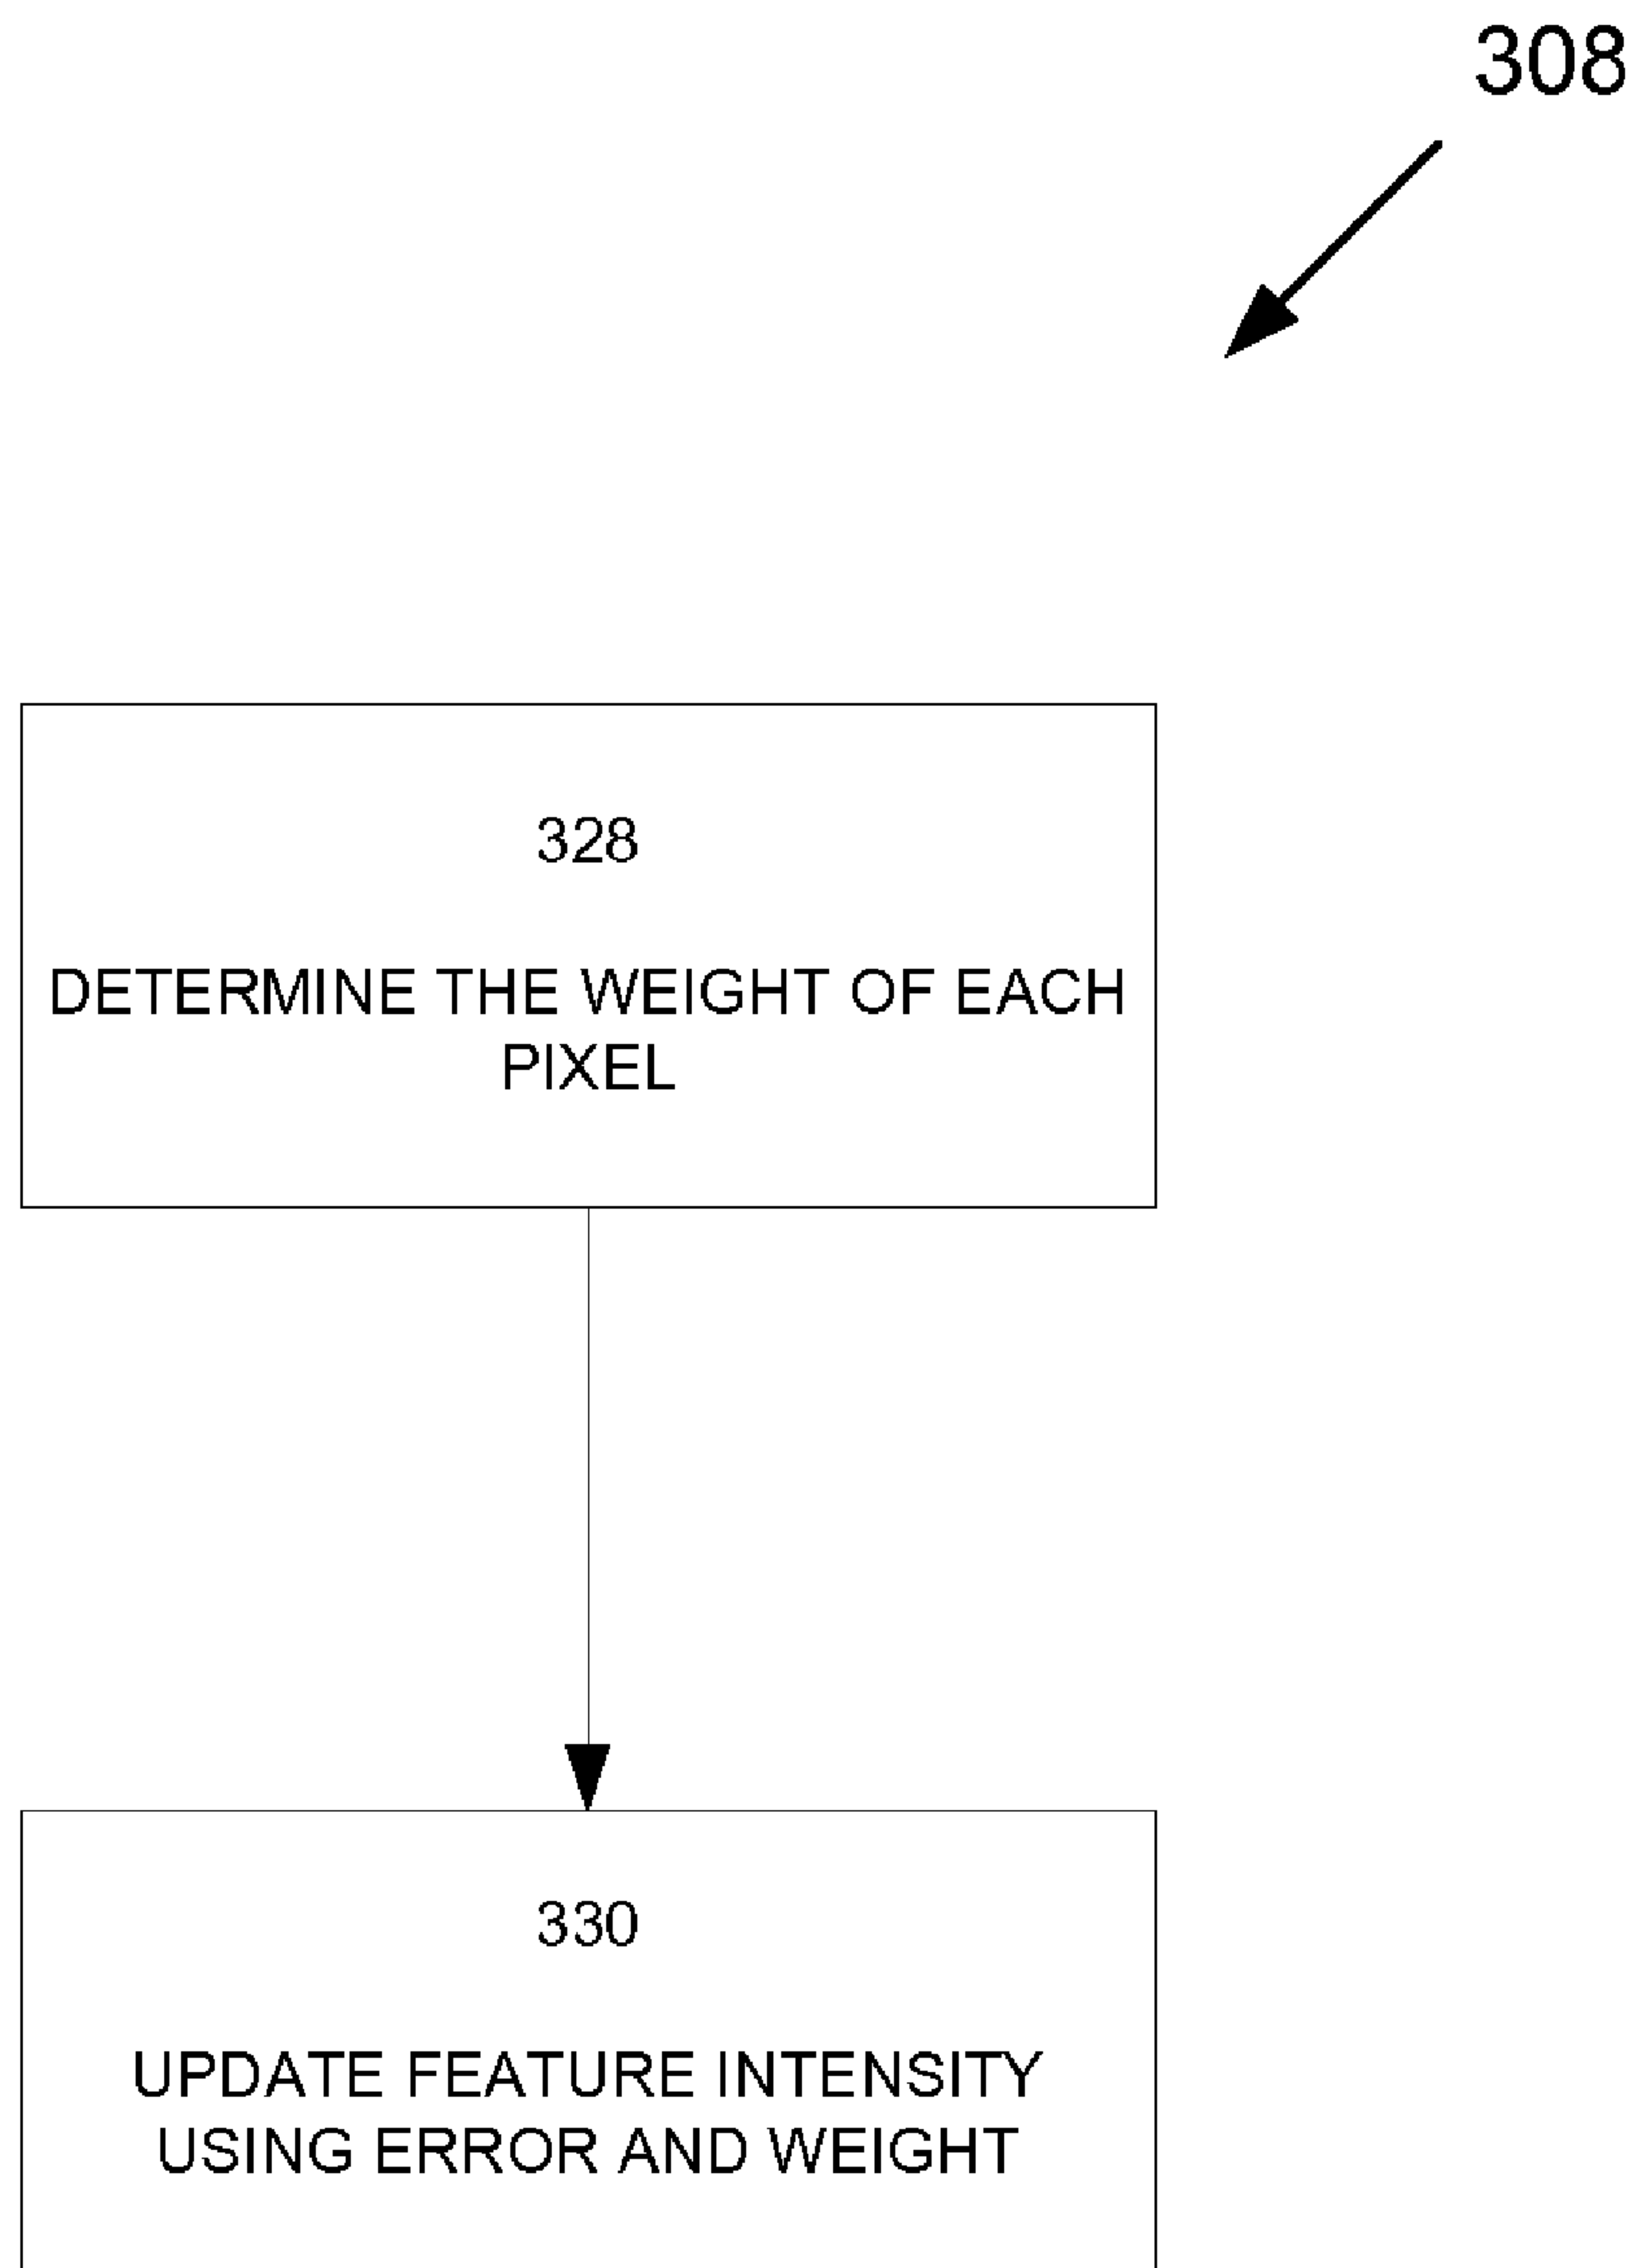 308
328
DETERMINE THE WEIGHT OF EACH
PIXEL
330
UPDATE FEATURE INTENSITY
USING ERROR AND WEIGHT